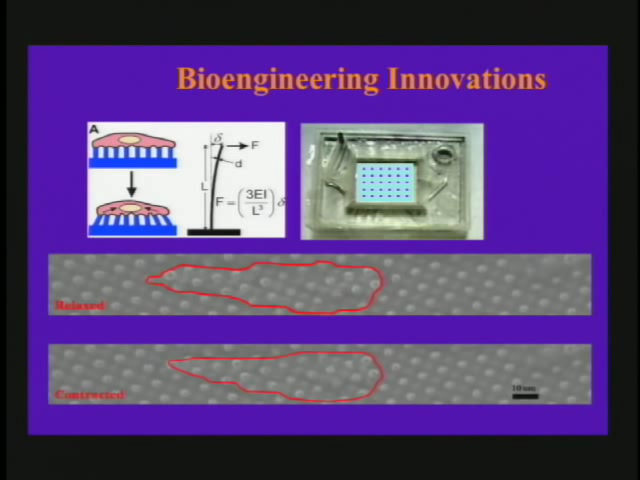 Bioengineering Innovations
A
δ
F
d
L
F = (3EI/L³) δ
Relaxed
Contracted
10 um